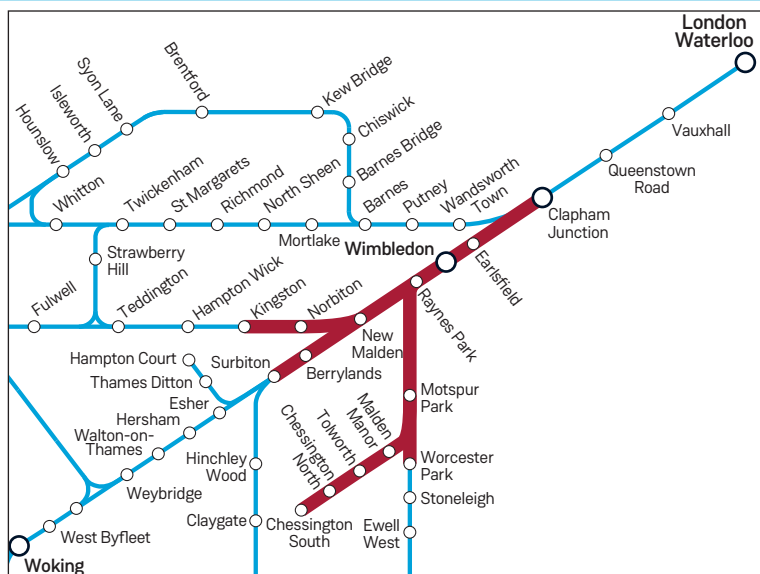 London
Waterloo
Vauxhall
Queenstown
Road
Clapham
Junction
Brentford
Kew Bridge
Syon Lane
Isleworth
Hounslow
Chiswick
Barnes Bridge
Whitton
Twickenham
St Margarets
Richmond
North Sheen
Mortlake
Barnes
Putney
Wandsworth
Town
Wimbledon
Earlsfield
Strawberry
Hill
Fulwell
Teddington
Hampton Wick
Kingston
Norbiton
Raynes Park
New
Malden
Hampton Court
Surbiton
Berrylands
Thames Ditton
Esher
Hersham
Walton-on-
Thames
Motspur
Park
Malden
Manor
Tolworth
Chessington
North
Chessington
South
Hinchley
Wood
Claygate
Worcester
Park
Stoneleigh
Ewell
West
Weybridge
West Byfleet
Woking